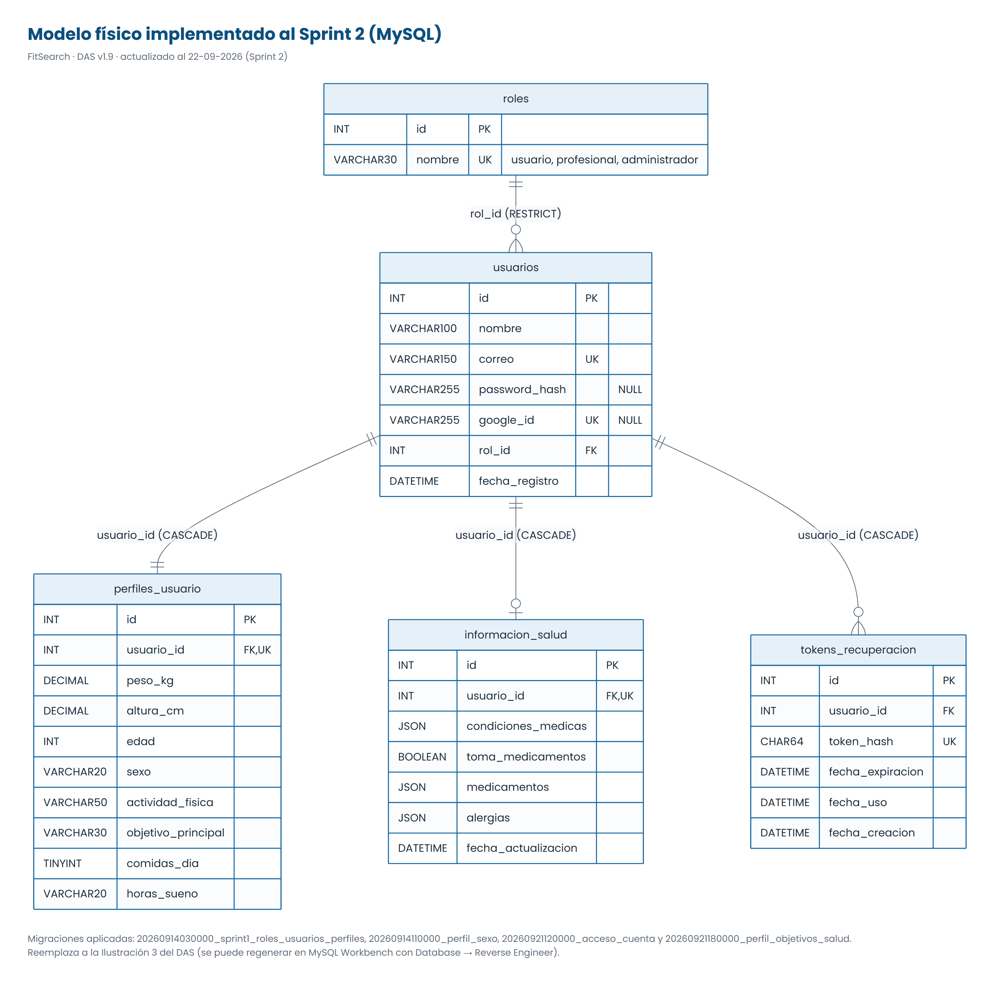 Modelo físico implementado al Sprint 2 (MySQL)
FitSearch · DAS v1.9 · actualizado al 22-09-2026 (Sprint 2)
roles
INT id PK
VARCHAR30 nombre UK usuario, profesional, administrador
rol_id (RESTRICT)
usuarios
INT id PK
VARCHAR100 nombre
VARCHAR150 correo UK
VARCHAR255 password_hash NULL
VARCHAR255 google_id UK NULL
INT rol_id FK
DATETIME fecha_registro
usuario_id (CASCADE) usuario_id (CASCADE) usuario_id (CASCADE)
perfiles_usuario
INT id PK
INT usuario_id FK,UK
DECIMAL peso_kg
DECIMAL altura_cm
INT edad
VARCHAR20 sexo
VARCHAR50 actividad_fisica
VARCHAR30 objetivo_principal
TINYINT comidas_dia
VARCHAR20 horas_sueno
informacion_salud
INT id PK
INT usuario_id FK,UK
JSON condiciones_medicas
BOOLEAN toma_medicamentos
JSON medicamentos
JSON alergias
DATETIME fecha_actualizacion
tokens_recuperacion
INT id PK
INT usuario_id FK
CHAR64 token_hash UK
DATETIME fecha_expiracion
DATETIME fecha_uso
DATETIME fecha_creacion
Migraciones aplicadas: 20260914030000_sprint1_roles_usuarios_perfiles, 20260914110000_perfil_sexo, 20260921120000_acceso_cuenta y 20260921180000_perfil_objetivos_salud.
Reemplaza a la Ilustración 3 del DAS (se puede regenerar en MySQL Workbench con Database → Reverse Engineer).